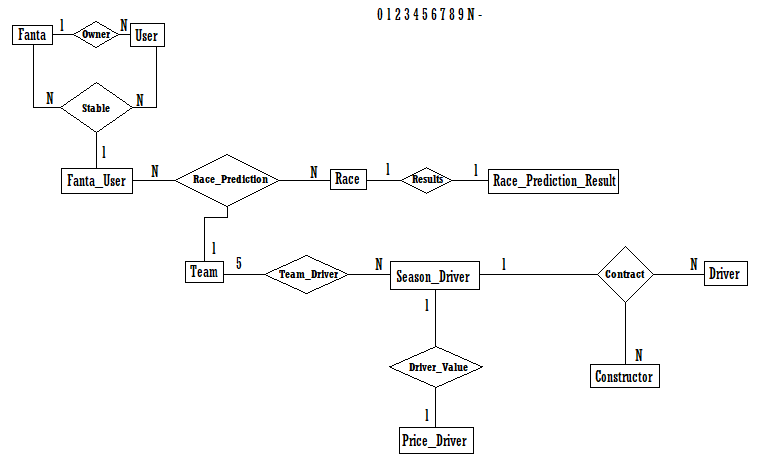 0 1 2 3 4 5 6 7 8 9 N -
Fanta 1 Owner N User
N Stable N
1
Fanta_User N Race_Prediction N Race 1 Results 1 Race_Prediction_Result
1
Team 5 Team_Driver N Season_Driver 1 Contract N Driver
1
N
Driver_Value
Constructor
1
Price_Driver